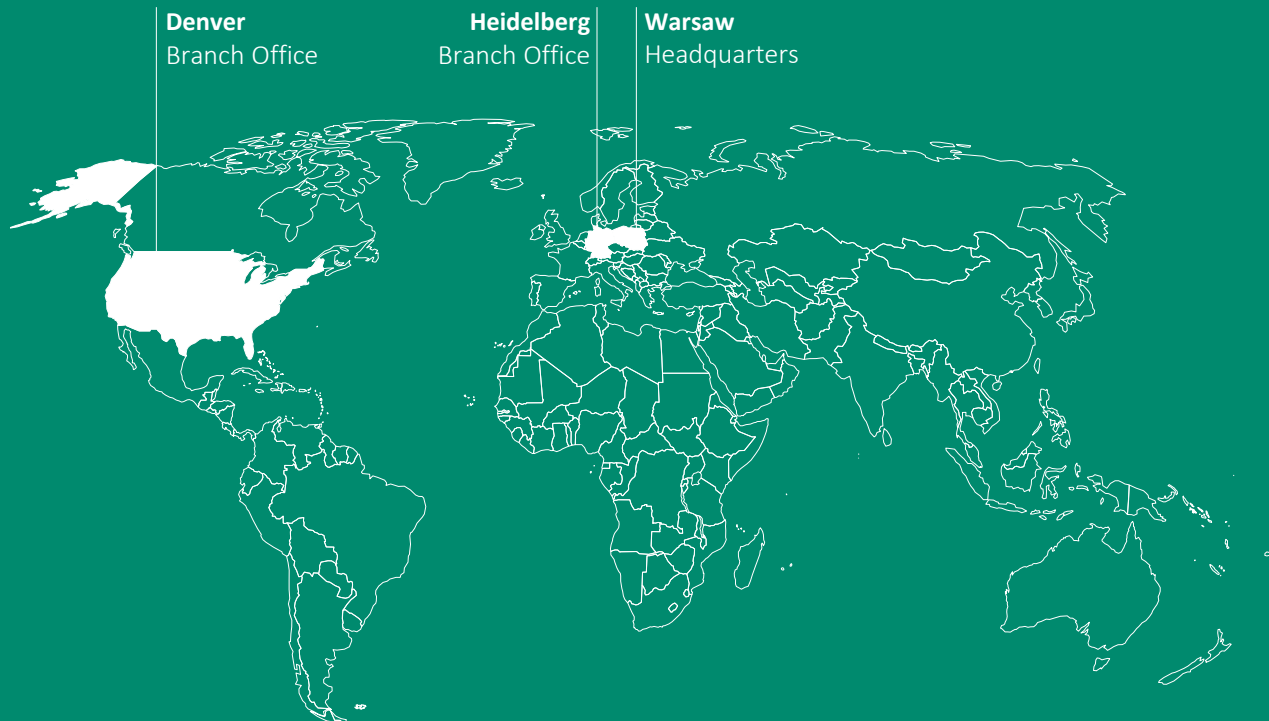 Denver
Branch Office
Heidelberg
Branch Office
Warsaw
Headquarters